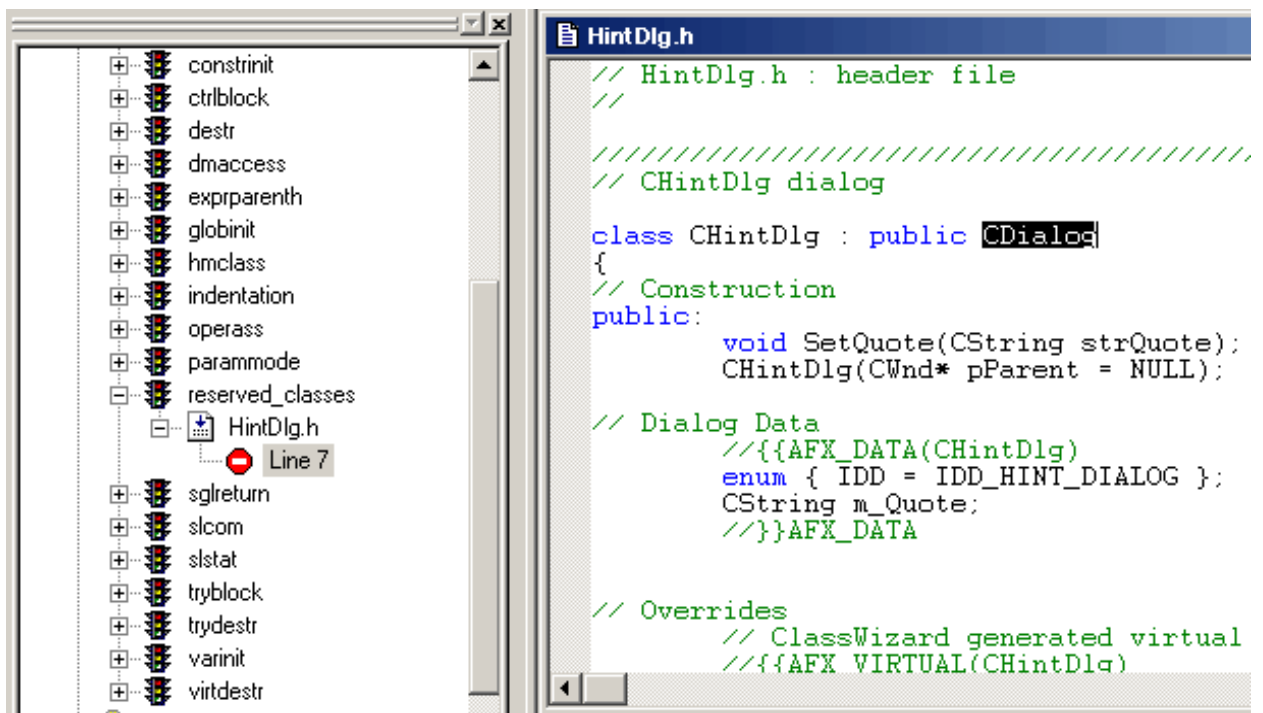 constrinit
ctrlblock
destr
dmaccess
exprparenth
globinit
hmclass
indentation
operass
parammode
reserved_classes
HintDlg.h
Line 7
sglreturn
slcom
slstat
tryblock
trydestr
varinit
virtdestr
HintDlg.h
// HintDlg.h : header file
//
/////////////////////////////////////////
// CHintDlg dialog
class CHintDlg : public CDialog
{
// Construction
public:
void SetQuote(CString strQuote);
CHintDlg(CWnd* pParent = NULL);
// Dialog Data
//{{AFX_DATA(CHintDlg)
enum { IDD = IDD_HINT_DIALOG };
CString m_Quote;
//}}AFX_DATA
// Overrides
// ClassWizard generated virtual
//{{AFX_VIRTUAL(CHintDlg)